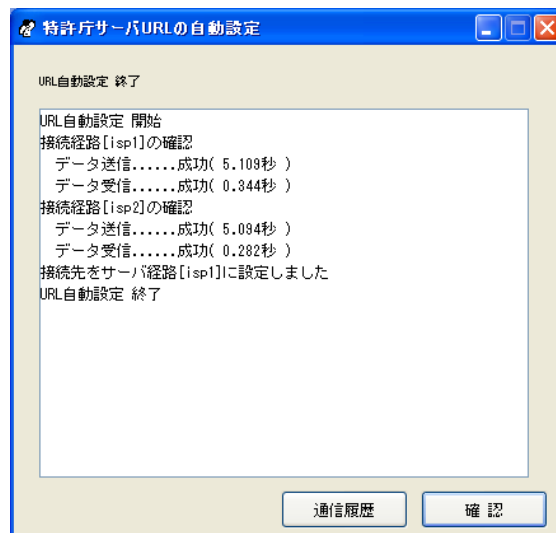 特許庁サーバURLの自動設定
URL自動設定 終了
URL自動設定 開始
接続経路[isp1]の確認
データ送信......成功( 5.109秒 )
データ受信......成功( 0.344秒 )
接続経路[isp2]の確認
データ送信......成功( 5.094秒 )
データ受信......成功( 0.282秒 )
接続先をサーバ経路[isp1]に設定しました
URL自動設定 終了
通信履歴
確 認